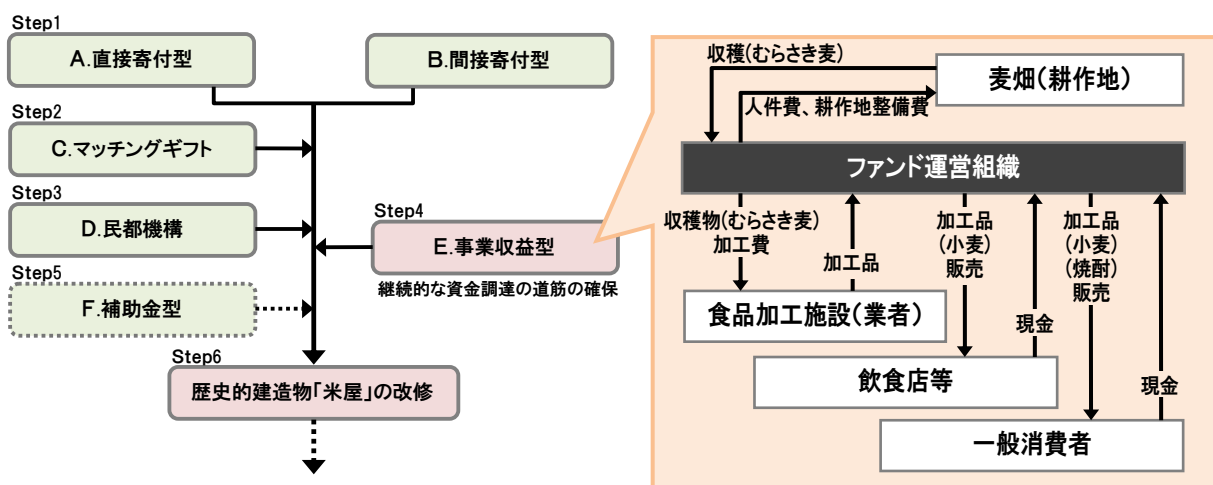 Step1
A.直接寄付型
B.間接寄付型
Step2
C.マッチングギフト
Step3
D.民都機構
Step4
E.事業収益型
継続的な資金調達の道筋の確保
Step5
F.補助金型
Step6
歴史的建造物「米屋」の改修
収穫(むらさき麦)
麦畑(耕作地)
人件費、耕作地整備費
ファンド運営組織
収穫物(むらさき麦)
加工費
加工品
加工品
(小麦)
販売
現金
加工品
(小麦)
(焼酎)
販売
現金
食品加工施設(業者)
飲食店等
一般消費者